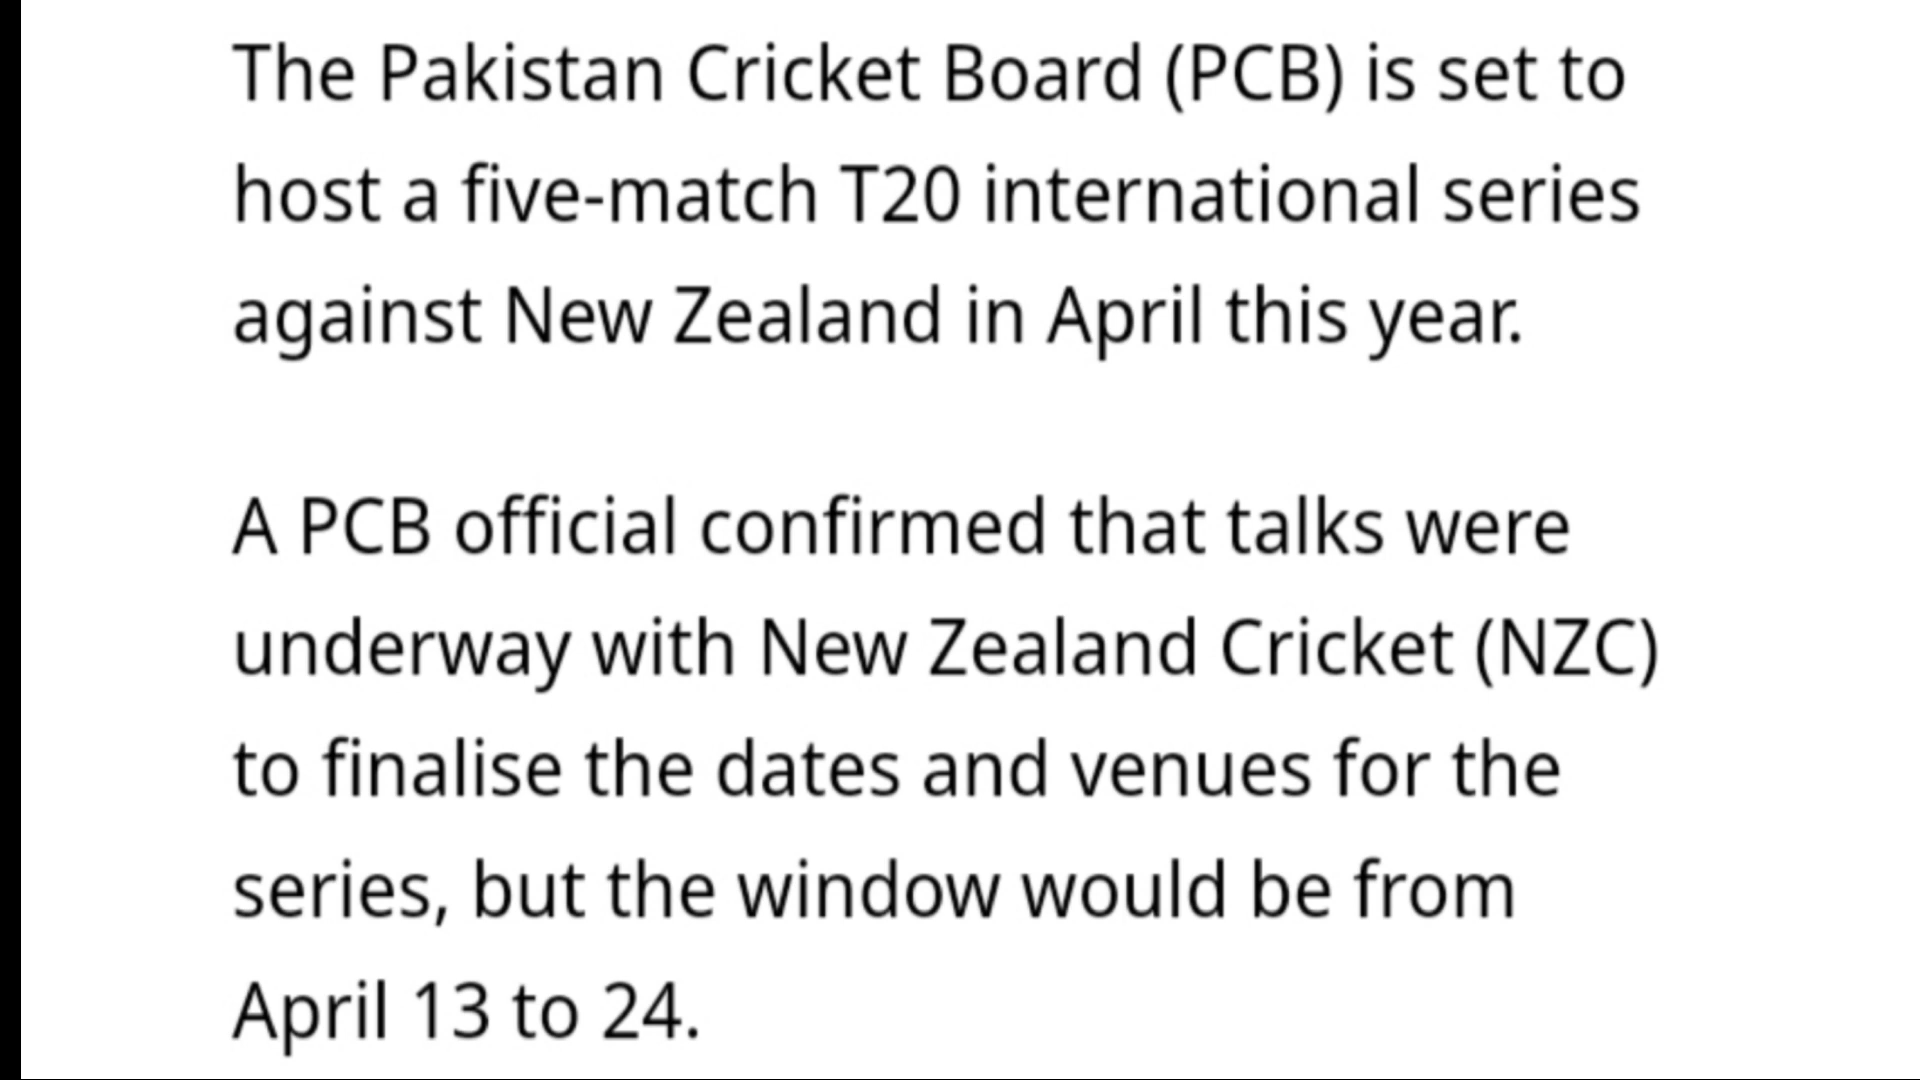 The Pakistan Cricket Board (PCB) is set to
host a five-match T20 international series
against New Zealand in April this year.
A PCB official confirmed that talks were
underway with New Zealand Cricket (NZC)
to finalise the dates and venues for the
series, but the window would be from
April 13 to 24.